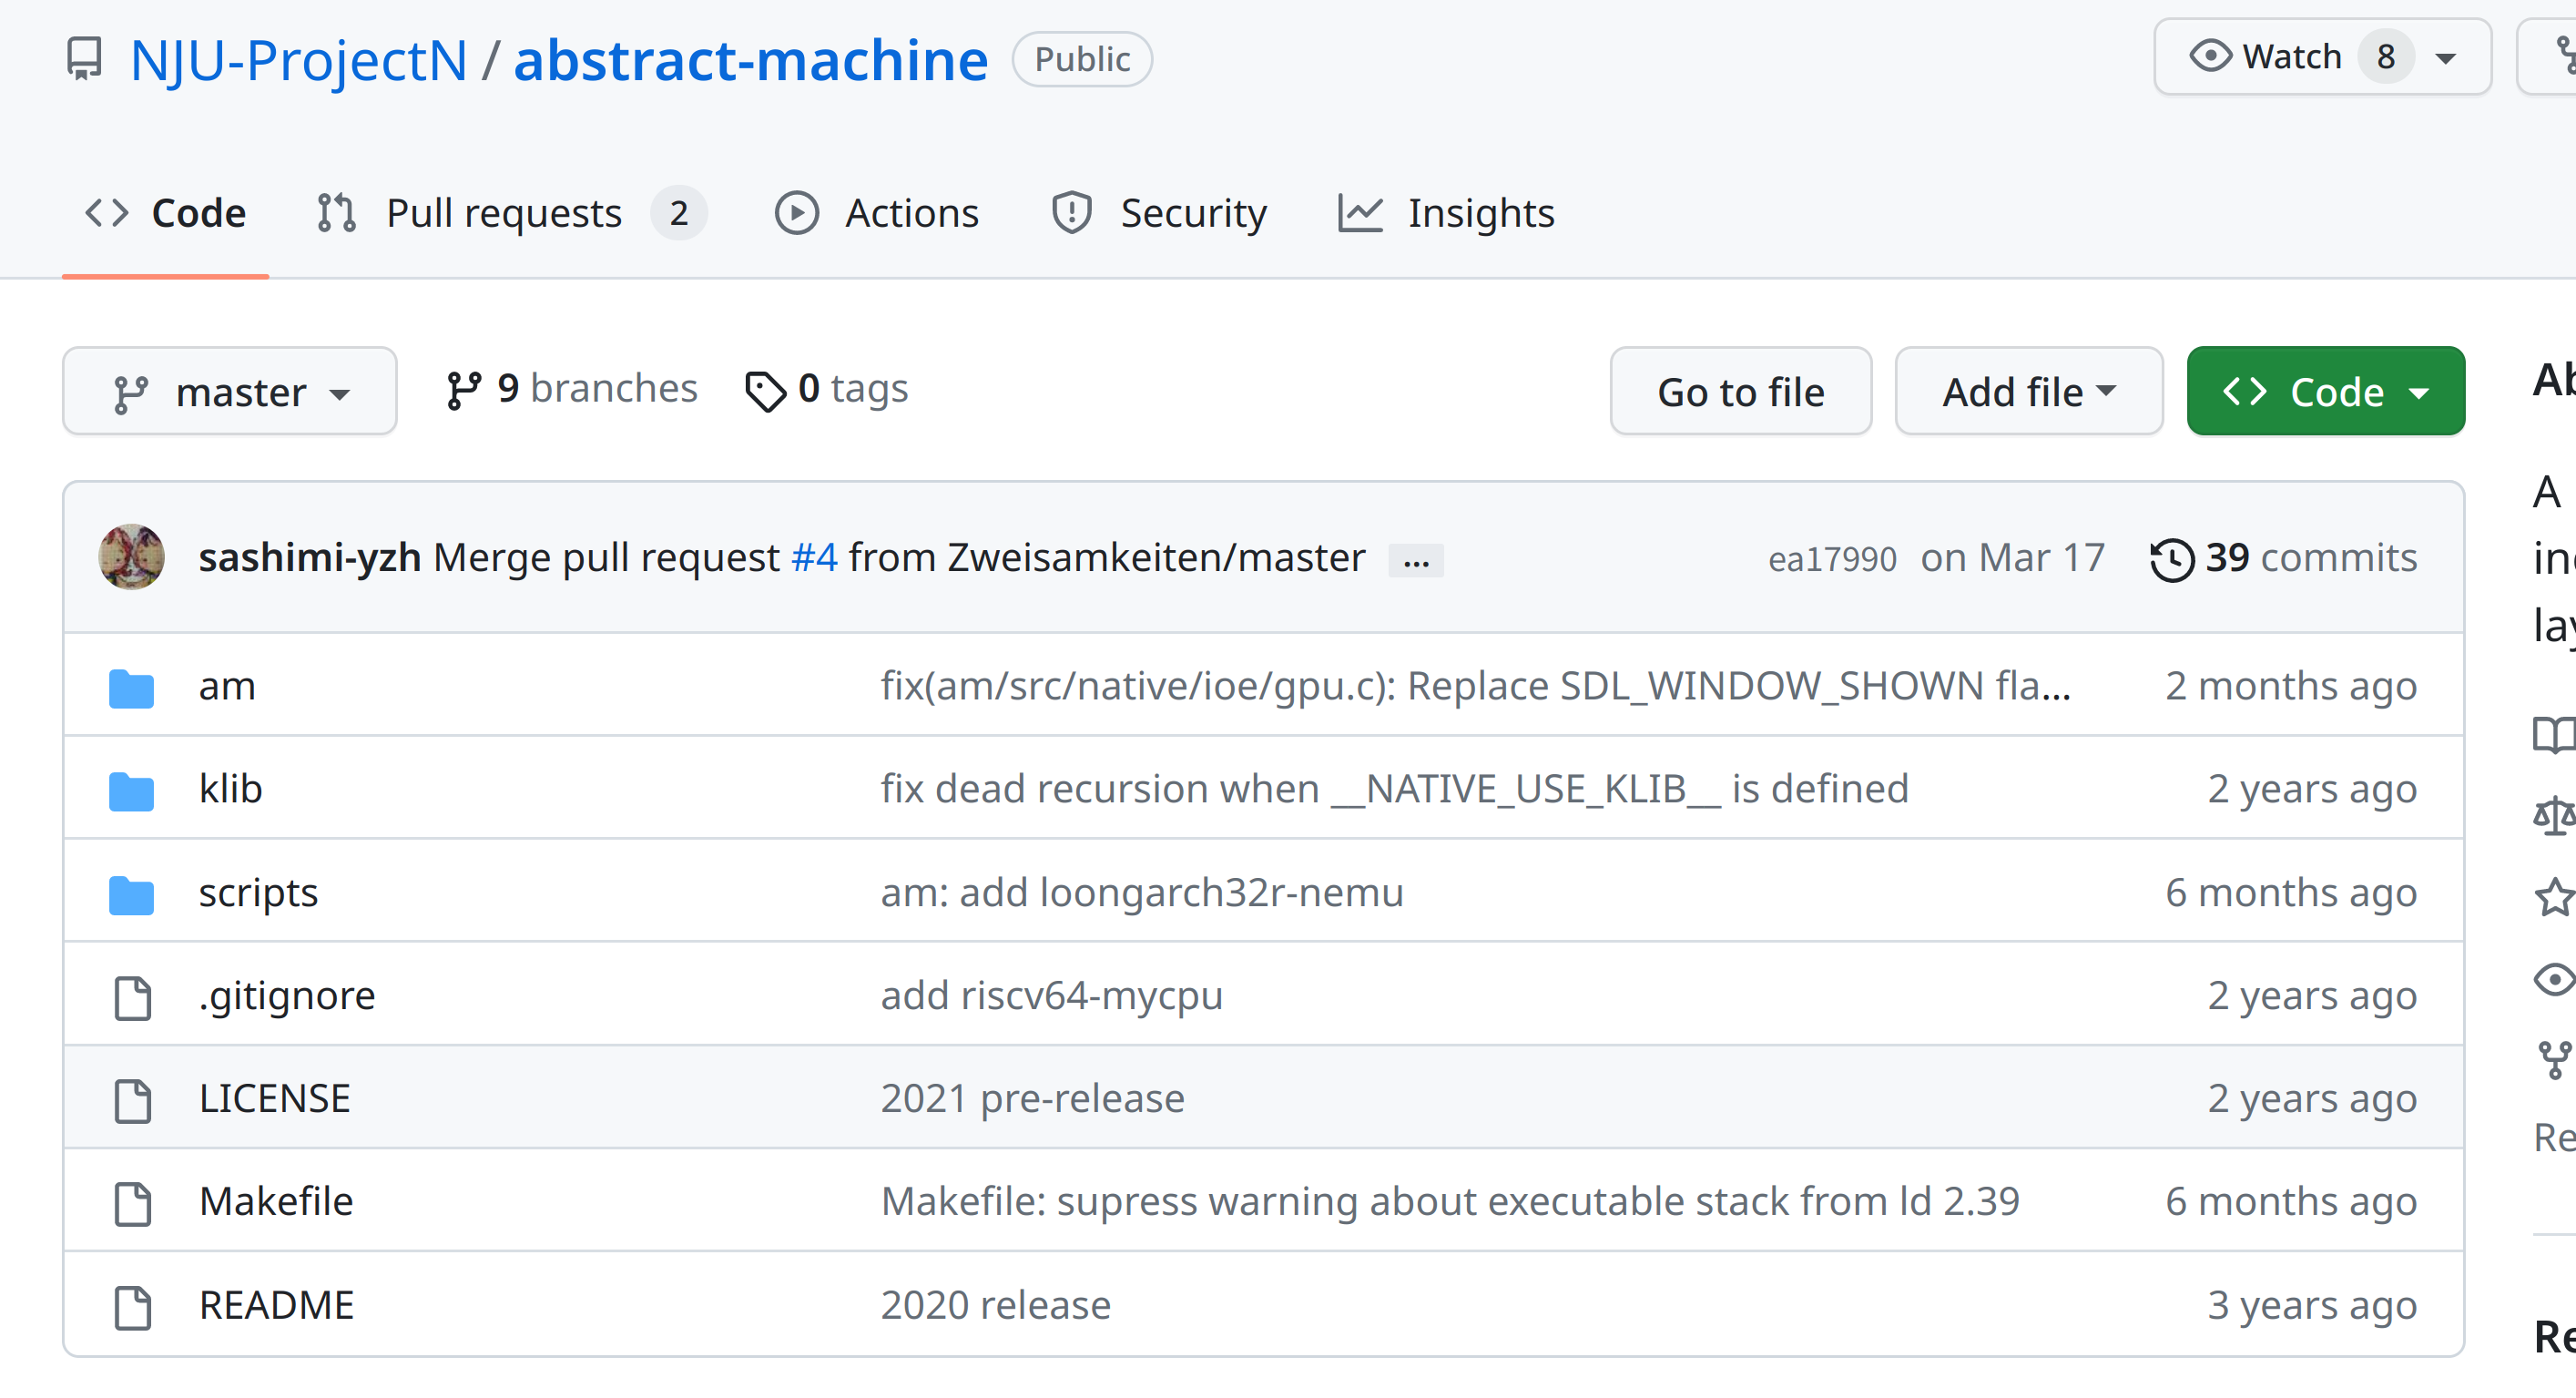 NJU-ProjectN / abstract-machine Public Watch 8
Code Pull requests 2 Actions Security Insights
master 9 branches 0 tags Go to file Add file Code
sashimi-yzh Merge pull request #4 from Zweisamkeiten/master ... ea17990 on Mar 17 39 commits
am fix(am/src/native/ioe/gpu.c): Replace SDL_WINDOW_SHOWN fla... 2 months ago
klib fix dead recursion when __NATIVE_USE_KLIB__ is defined 2 years ago
scripts am: add loongarch32r-nemu 6 months ago
.gitignore add riscv64-mycpu 2 years ago
LICENSE 2021 pre-release 2 years ago
Makefile Makefile: supress warning about executable stack from ld 2.39 6 months ago
README 2020 release 3 years ago
A